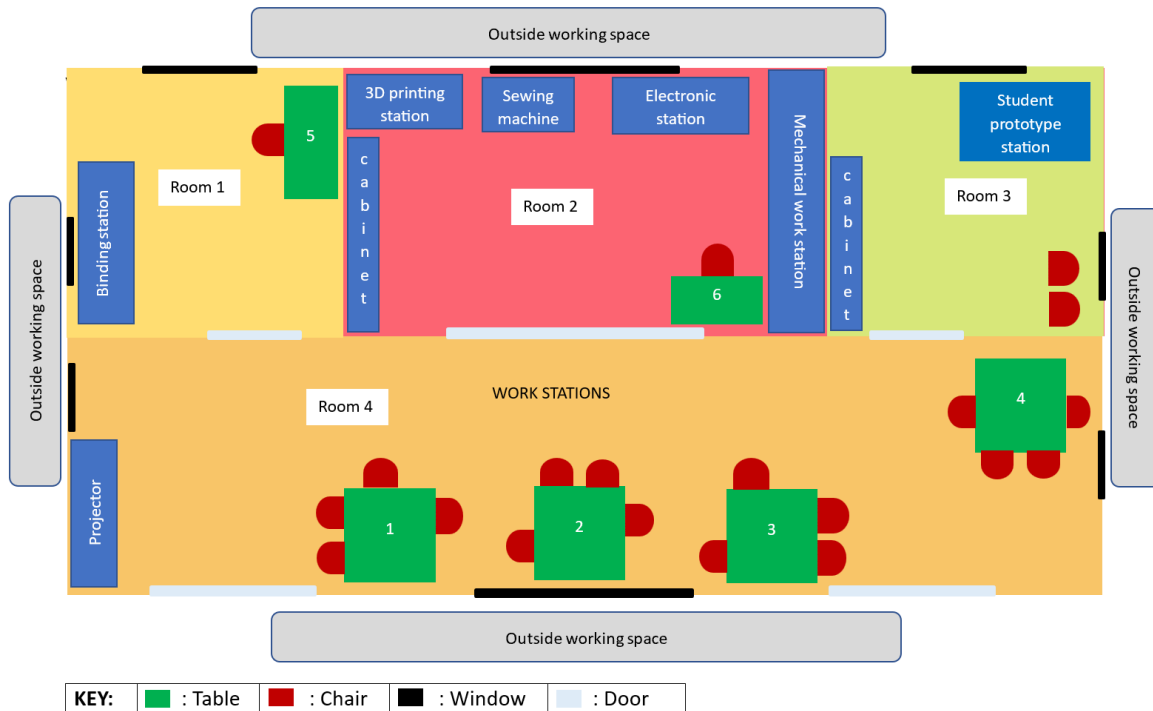 Outside working space
3D printing
station
Sewing
machine
Electronic
station
Student
prototype
station
5
Room 1
Binding station
cabinet
Room 2
6
Mechanical work station
cabinet
Room 3
Outside working space
Outside working space
Room 4
WORK STATIONS
4
Projector
1
2
3
Outside working space
KEY: : Table : Chair : Window : Door